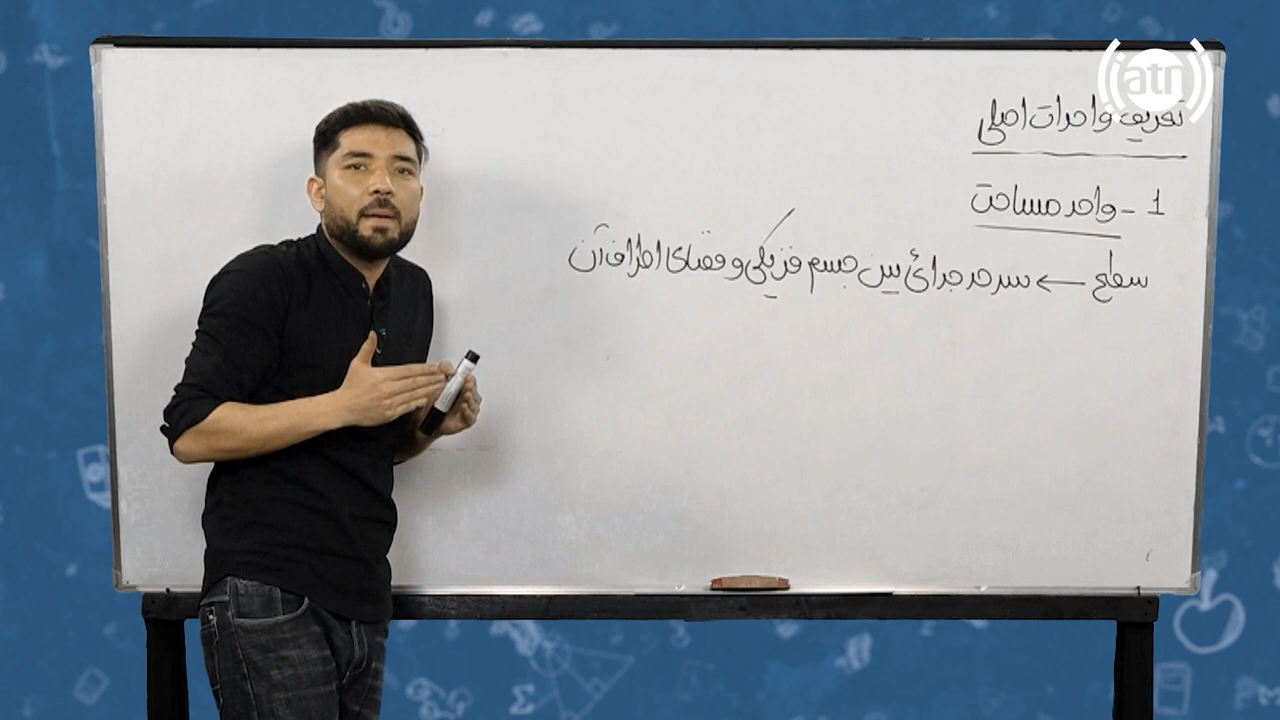 atn
تعریف واحدات اصلی
1 - واحد مساحت
سطح ← سرحد جدائی بین جسم فزیکی و فضای اطراف آن